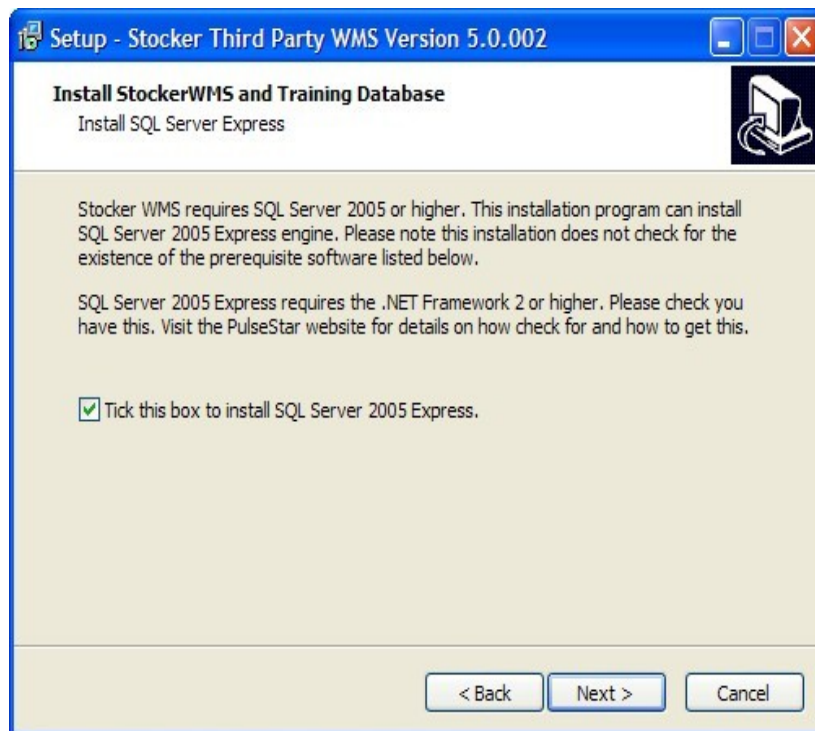 Setup - Stocker Third Party WMS Version 5.0.002
Install StockerWMS and Training Database
Install SQL Server Express
Stocker WMS requires SQL Server 2005 or higher. This installation program can install
SQL Server 2005 Express engine. Please note this installation does not check for the
existence of the prerequisite software listed below.
SQL Server 2005 Express requires the .NET Framework 2 or higher. Please check you
have this. Visit the PulseStar website for details on how check for and how to get this.
Tick this box to install SQL Server 2005 Express.
< Back Next > Cancel